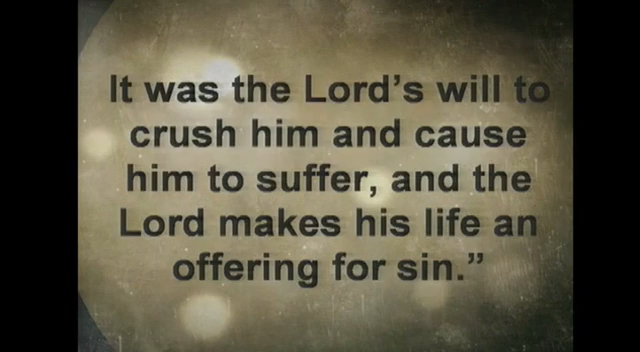 It was the Lord’s will to
crush him and cause
him to suffer, and the
Lord makes his life an
offering for sin.”